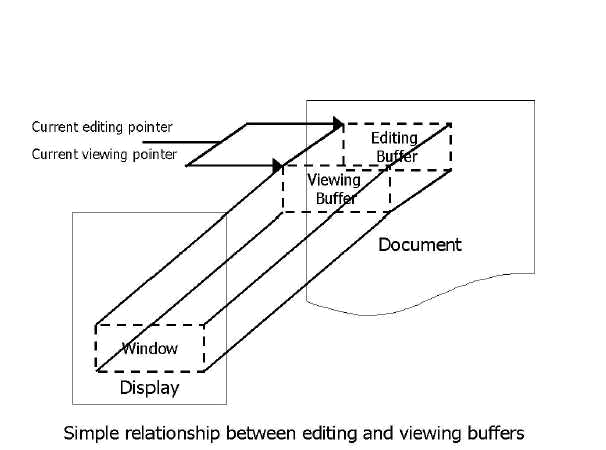 Current editing pointer
Current viewing pointer
Editing
Buffer
Viewing
Buffer
Document
Window
Display
Simple relationship between editing and viewing buffers